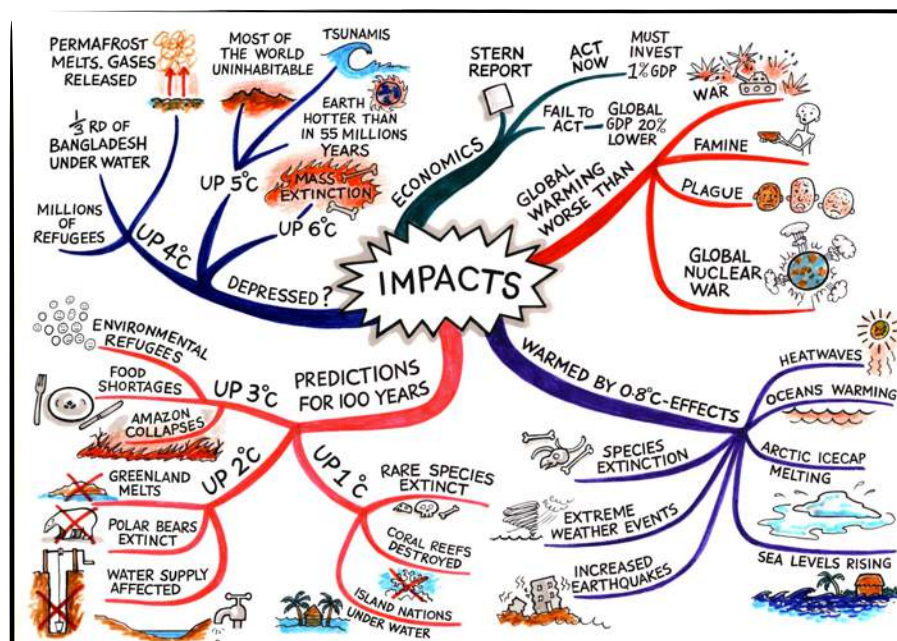 PERMAFROST
MELTS. GASES
RELEASED
MOST OF
THE WORLD
UNINHABITABLE
TSUNAMIS
EARTH
HOTTER THAN
IN 55 MILLIONS
YEARS
1/3 RD OF
BANGLADESH
UNDER WATER
MILLIONS OF
REFUGEES
UP 4°C
UP 5°C
MASS
EXTINCTION
UP 6°C
DEPRESSED?
STERN
REPORT
ACT
NOW
MUST
INVEST
1% GDP
FAIL TO
ACT
GLOBAL
GDP 20%
LOWER
ECONOMICS
GLOBAL
WARMING
WORSE THAN
WAR
FAMINE
PLAGUE
GLOBAL
NUCLEAR
WAR
IMPACTS
ENVIRONMENTAL
REFUGEES
FOOD
SHORTAGES
AMAZON
COLLAPSES
UP 3°C
PREDICTIONS
FOR 100 YEARS
GREENLAND
MELTS
POLAR BEARS
EXTINCT
WATER SUPPLY
AFFECTED
UP 2°C
UP 1°C
RARE SPECIES
EXTINCT
CORAL REEFS
DESTROYED
ISLAND NATIONS
UNDER WATER
WARMED BY 0·8°C-EFFECTS
HEATWAVES
OCEANS WARMING
ARCTIC ICECAP
MELTING
SEA LEVELS RISING
SPECIES
EXTINCTION
EXTREME
WEATHER EVENTS
INCREASED
EARTHQUAKES